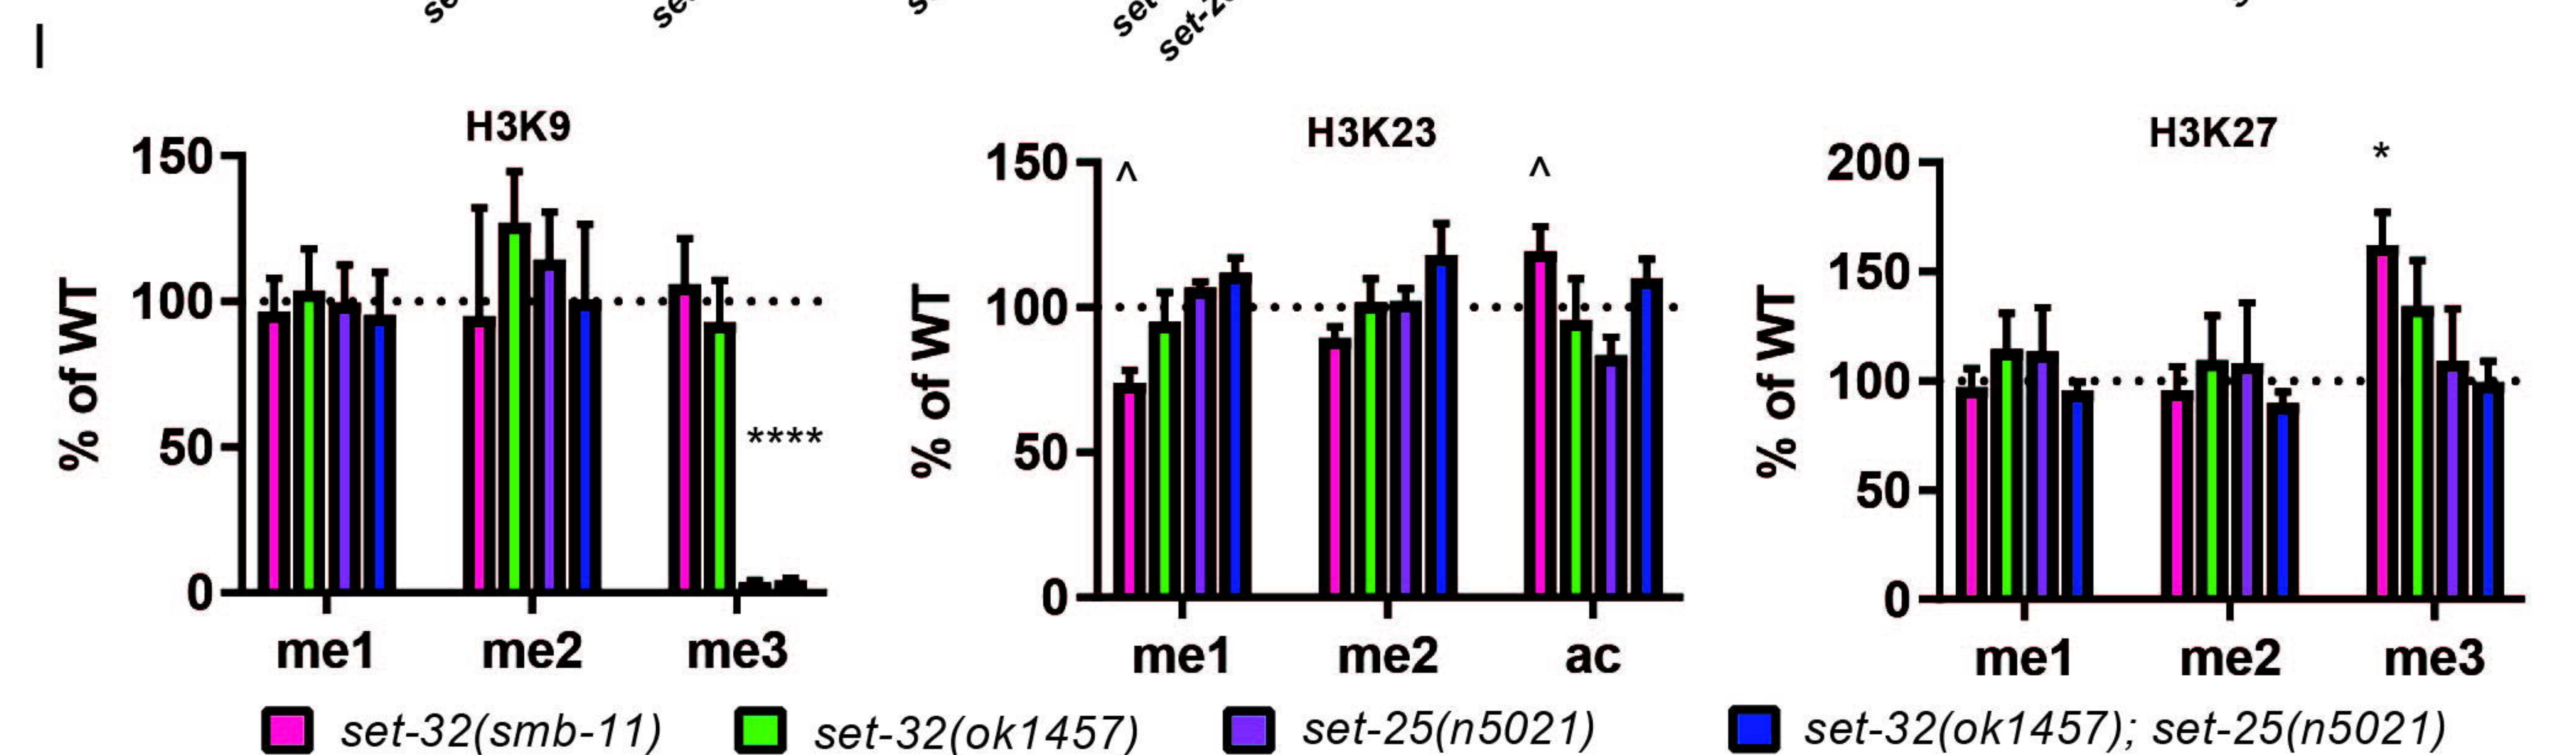 I
H3K9
150
100
50
0
% of WT
****
me1 me2 me3
H3K23
150
100
50
0
% of WT
^ ^
me1 me2 ac
H3K27
200
150
100
50
0
% of WT
*
me1 me2 me3
set-32(smb-11) set-32(ok1457) set-25(n5021) set-32(ok1457); set-25(n5021)